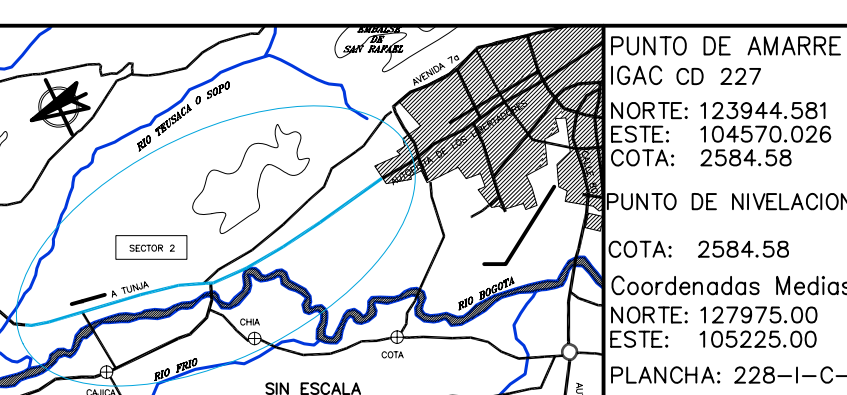 EMBALSE
DE
SAN RAFAEL
AVENIDA 7a
RIO TEUSACA O SOPO
AUTOPISTA DE LOS LIBERTADORES
SECTOR 2
A TUNJA
RIO BOGOTA
CHIA
COTA
RIO FRIO
CAJICA
SIN ESCALA
PUNTO DE AMARRE
IGAC CD 227
NORTE: 123944.581
ESTE: 104570.026
COTA: 2584.58
PUNTO DE NIVELACION
COTA: 2584.58
Coordenadas Medias
NORTE: 127975.00
ESTE: 105225.00
PLANCHA: 228-I-C-